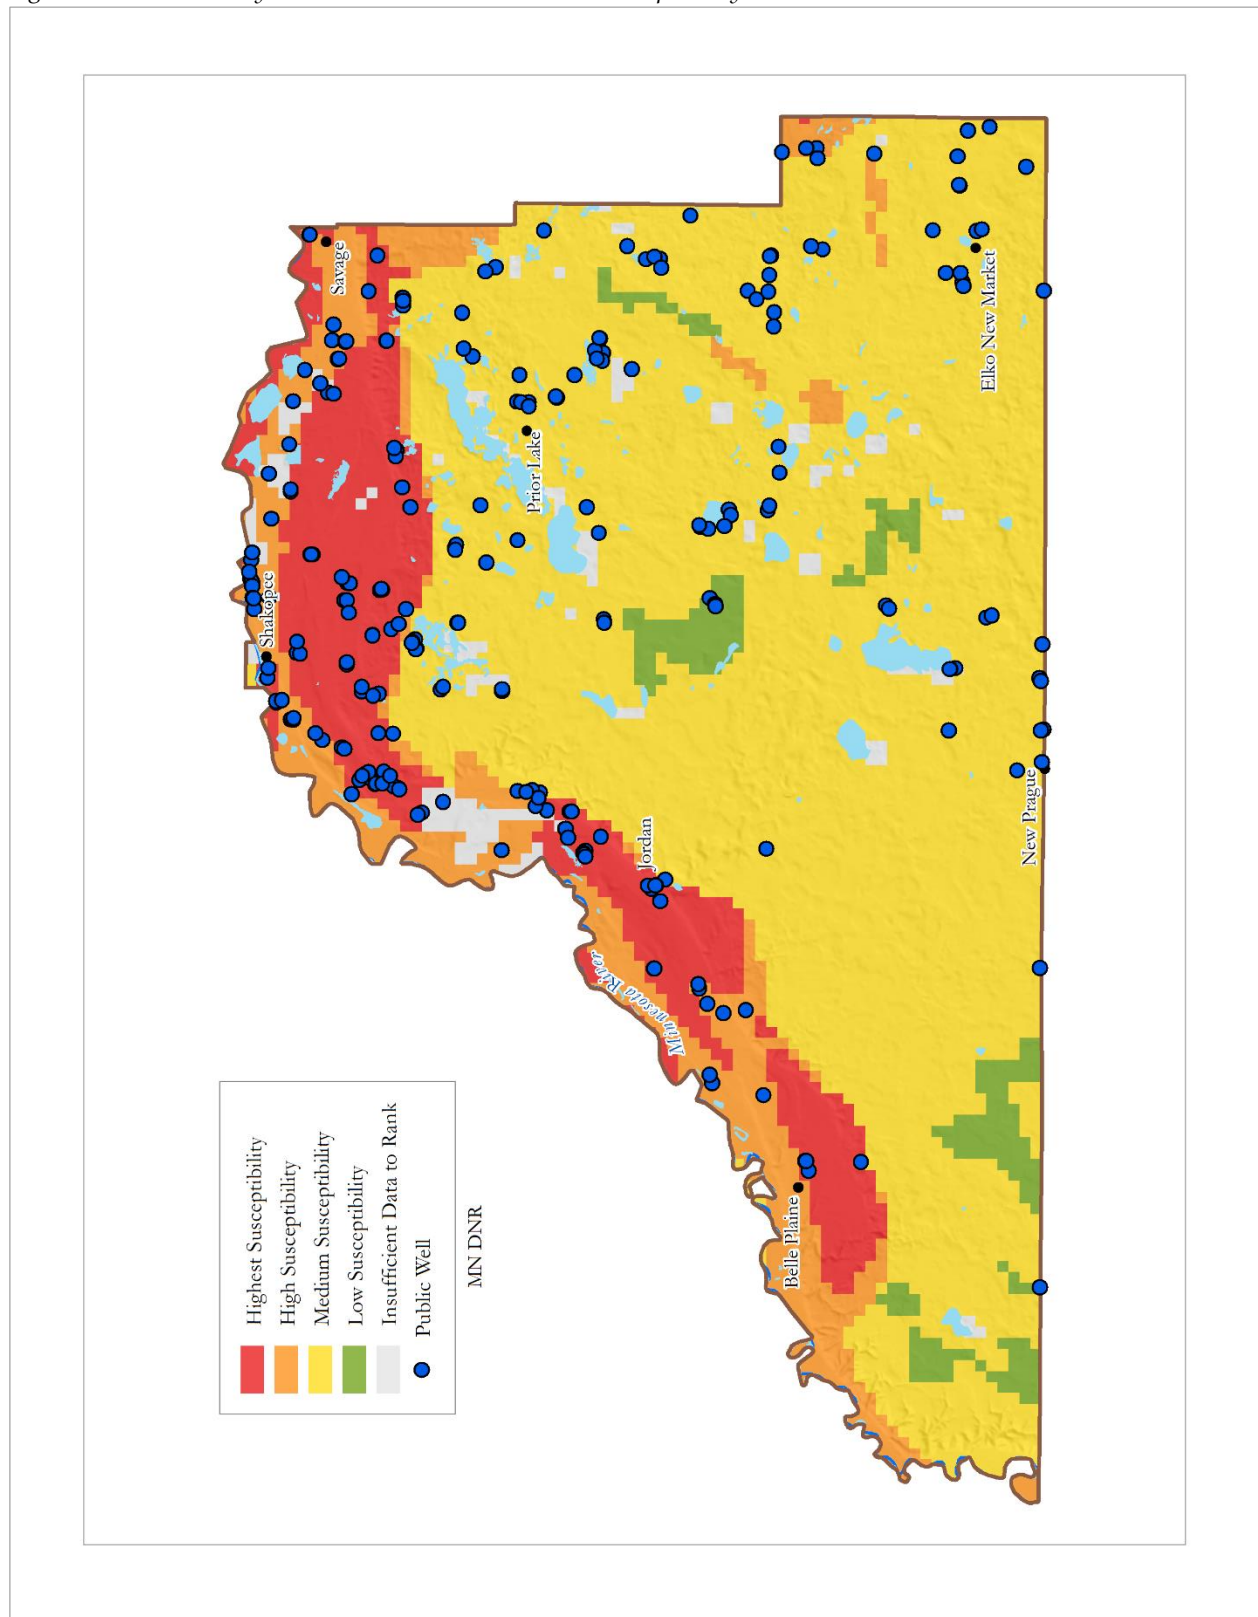 Highest Susceptibility
High Susceptibility
Medium Susceptibility
Low Susceptibility
Insufficient Data to Rank
Public Well
MN DNR
Shakopee
Savage
Prior Lake
Jordan
Minnesota River
Belle Plaine
Elko New Market
New Prague